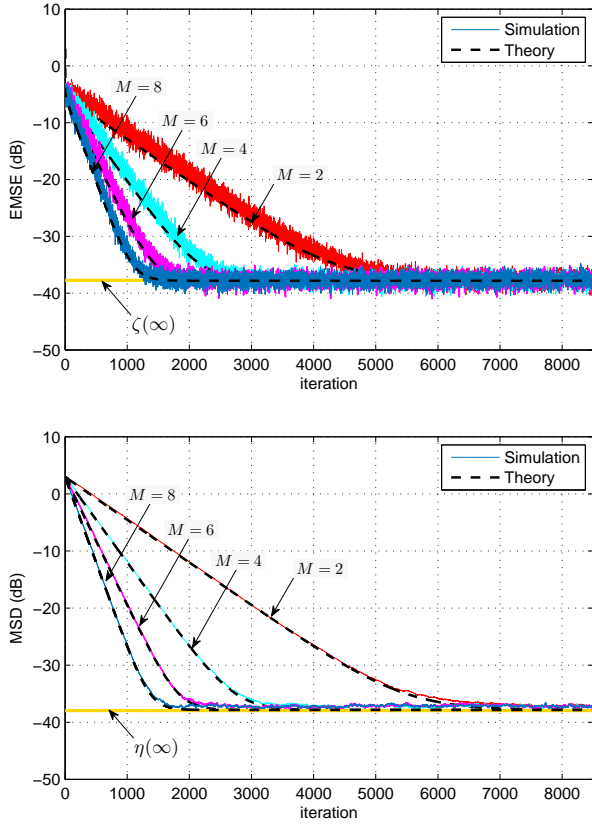 10
0
−10
−20
−30
−40
−50
EMSE (dB)
0 1000 2000 3000 4000 5000 6000 7000 8000
iteration
Simulation
Theory
M = 8
M = 6
M = 4
M = 2
ζ(∞)
10
0
−10
−20
−30
−40
−50
MSD (dB)
0 1000 2000 3000 4000 5000 6000 7000 8000
iteration
Simulation
Theory
M = 8
M = 6
M = 4
M = 2
η(∞)